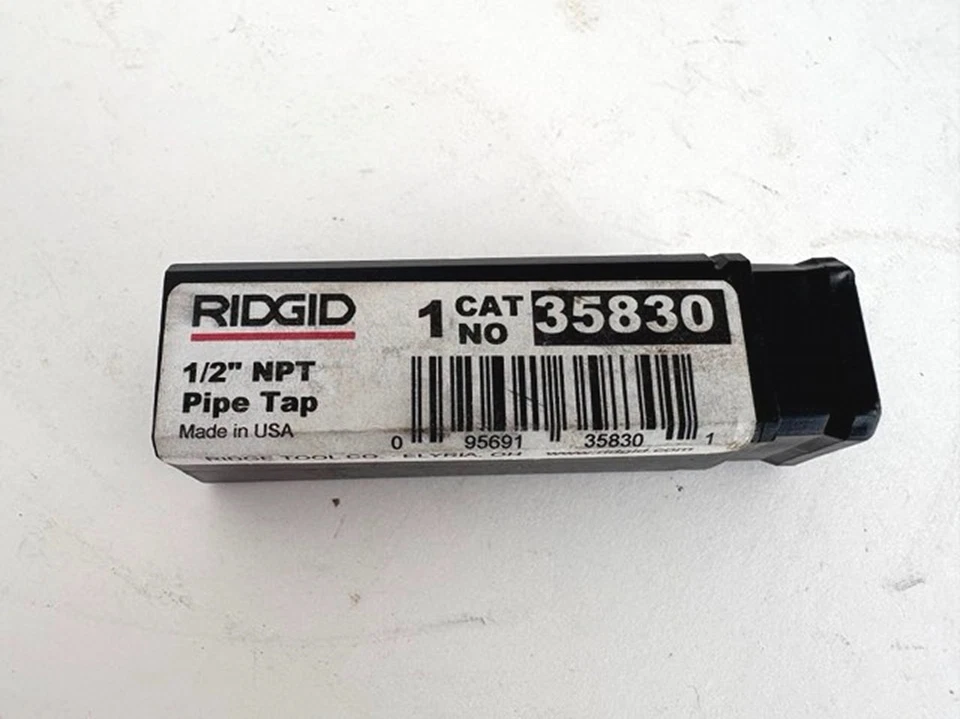 RIDGID
1 CAT NO 35830
1/2" NPT
Pipe Tap
Made in USA
0 95691 35830 1
RIDGE TOOL CO. ELYRIA, OH www.ridgid.com